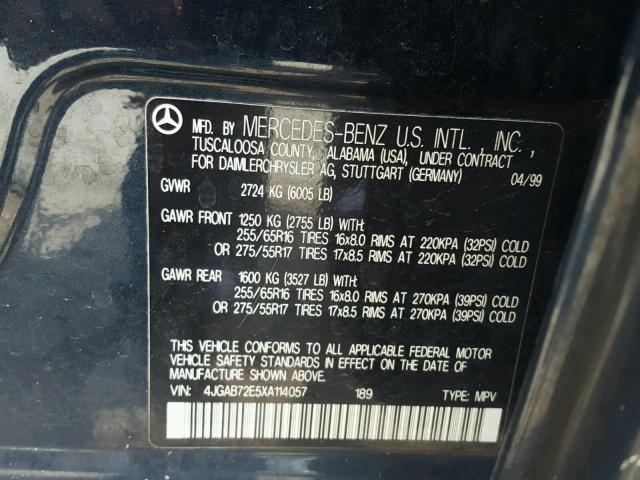 MFD. BY MERCEDES-BENZ U.S. INTL., INC.,
TUSCALOOSA COUNTY, ALABAMA (USA), UNDER CONTRACT
FOR DAIMLERCHRYSLER AG, STUTTGART (GERMANY) 04/99
GVWR 2724 KG (6005 LB)
GAWR FRONT 1250 KG (2755 LB) WITH:
255/65R16 TIRES 16x8.0 RIMS AT 220KPA (32PSI) COLD
OR 275/55R17 TIRES 17x8.5 RIMS AT 220KPA (32PSI) COLD
GAWR REAR 1600 KG (3527 LB) WITH:
255/65R16 TIRES 16x8.0 RIMS AT 270KPA (39PSI) COLD
OR 275/55R17 TIRES 17x8.5 RIMS AT 270KPA (39PSI) COLD
THIS VEHICLE CONFORMS TO ALL APPLICABLE FEDERAL MOTOR
VEHICLE SAFETY STANDARDS IN EFFECT ON THE DATE OF
MANUFACTURE SHOWN ABOVE.
VIN: 4JGAB72E5XA114057 189 TYPE: MPV